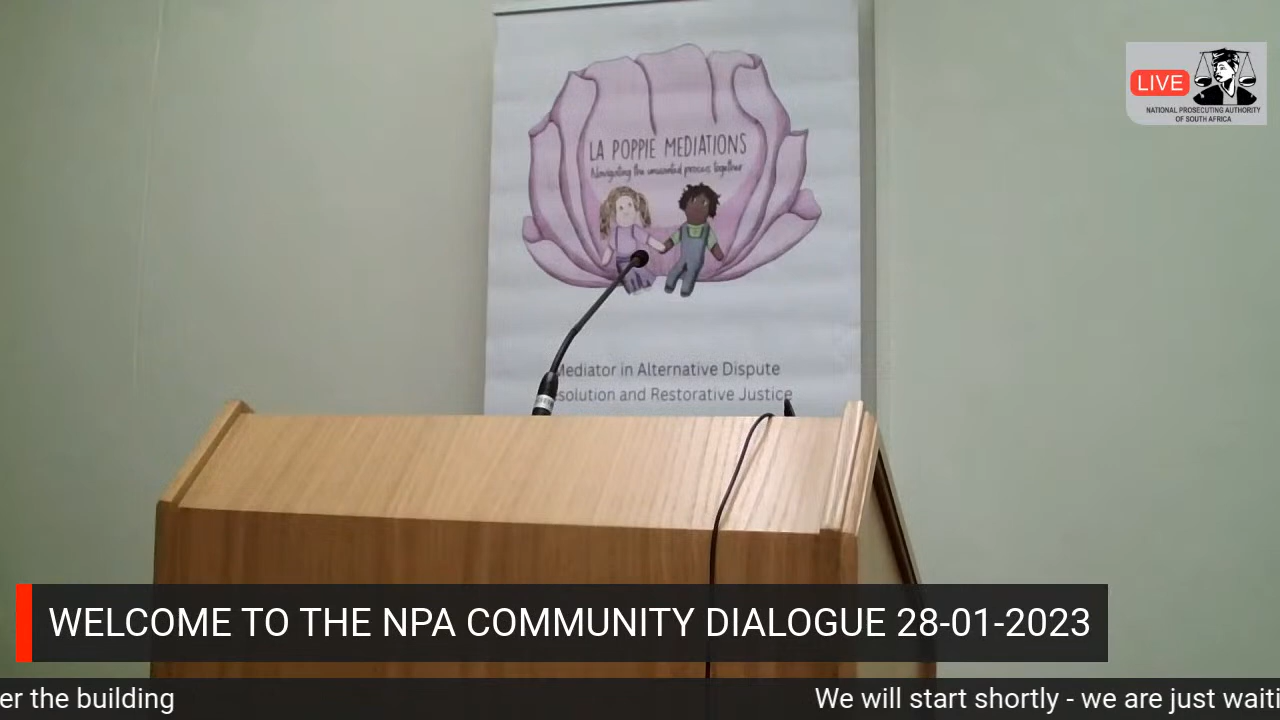 LIVE
NATIONAL PROSECUTING AUTHORITY
OF SOUTH AFRICA
LA POPPIE MEDIATIONS
Navigating the unwanted process together
Mediator in Alternative Dispute
solution and Restorative Justice
WELCOME TO THE NPA COMMUNITY DIALOGUE 28-01-2023
er the building
We will start shortly - we are just waiti